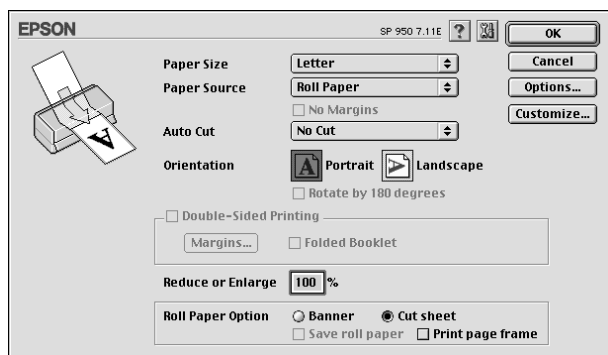 EPSON SP 950 7.11E ? OK
Paper Size Letter Cancel
Paper Source Roll Paper Options...
No Margins Customize...
Auto Cut No Cut
Orientation A Portrait A Landscape
Rotate by 180 degrees
Double-Sided Printing
Margins... Folded Booklet
Reduce or Enlarge 100 %
Roll Paper Option Banner Cut sheet
Save roll paper Print page frame
A